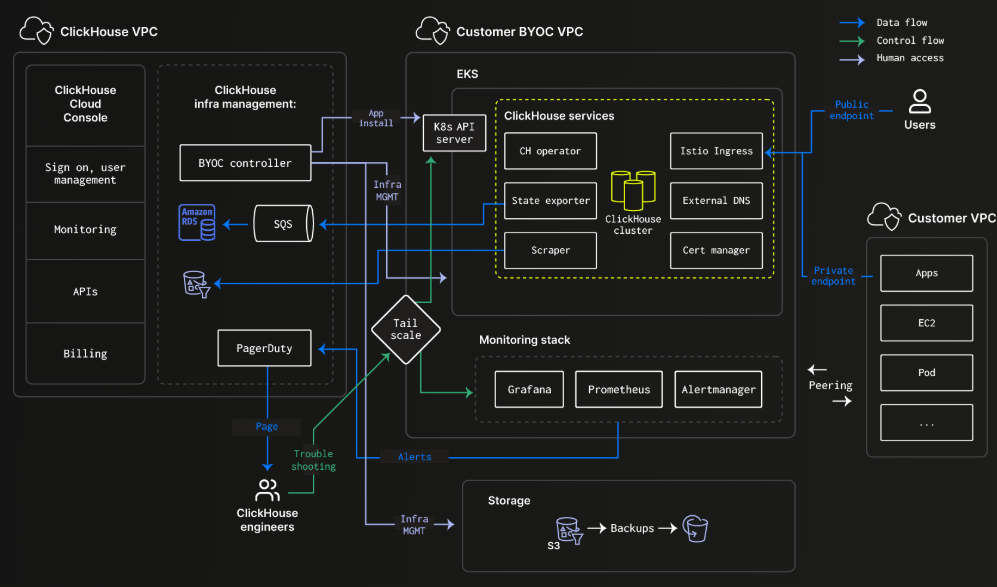 ClickHouse VPC
ClickHouse
Cloud
Console
Sign on, user
management
Monitoring
APIs
Billing
ClickHouse
infra management:
BYOC controller
Amazon
RDS
SQS
PagerDuty
Page
Trouble
shooting
ClickHouse
engineers
App
install
Infra
MGMT
Tail
scale
Alerts
Infra
MGMT
Customer BYOC VPC
EKS
K8s API
server
ClickHouse services
CH operator
State exporter
Scraper
ClickHouse
cluster
Istio Ingress
External DNS
Cert manager
Monitoring stack
Grafana
Prometheus
Alertmanager
Storage
S3
Backups
Data flow
Control flow
Human access
Public
endpoint
Users
Private
endpoint
Customer VPC
Apps
EC2
Pod
...
Peering